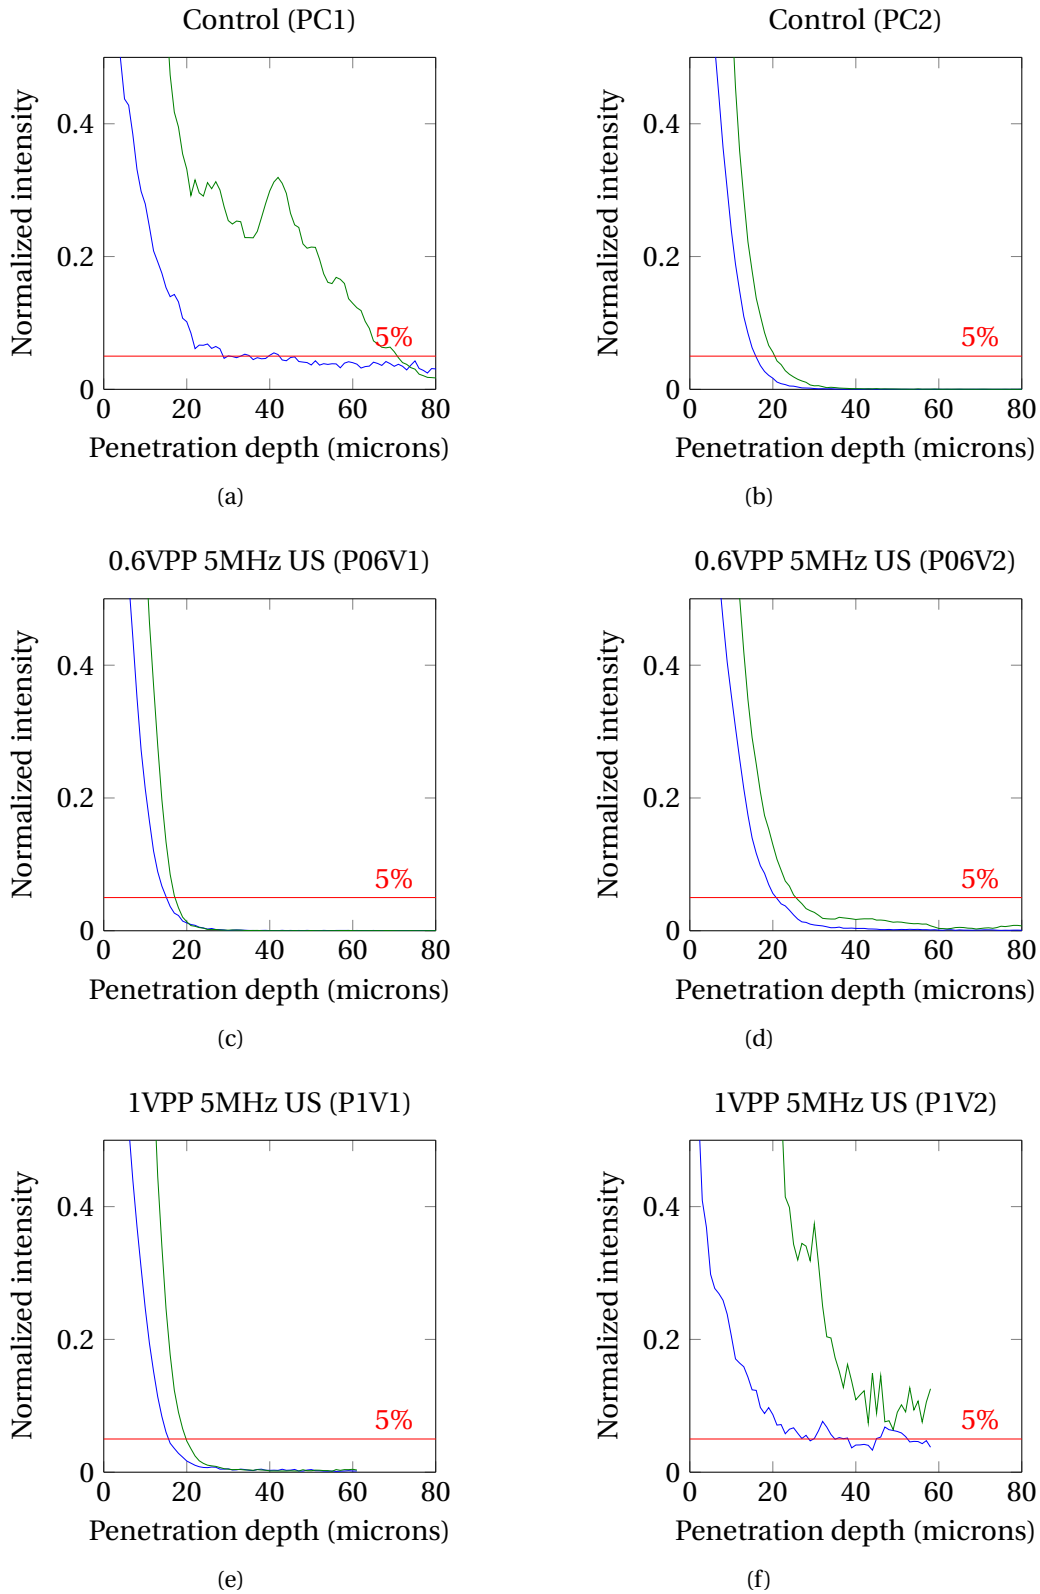 Control (PC1)
Normalized intensity
0.4
0.2
0
5%
0 20 40 60 80
Penetration depth (microns)
(a)
Control (PC2)
Normalized intensity
0.4
0.2
0
5%
0 20 40 60 80
Penetration depth (microns)
(b)
0.6VPP 5MHz US (P06V1)
Normalized intensity
0.4
0.2
0
5%
0 20 40 60 80
Penetration depth (microns)
(c)
0.6VPP 5MHz US (P06V2)
Normalized intensity
0.4
0.2
0
5%
0 20 40 60 80
Penetration depth (microns)
(d)
1VPP 5MHz US (P1V1)
Normalized intensity
0.4
0.2
0
5%
0 20 40 60 80
Penetration depth (microns)
(e)
1VPP 5MHz US (P1V2)
Normalized intensity
0.4
0.2
0
5%
0 20 40 60 80
Penetration depth (microns)
(f)